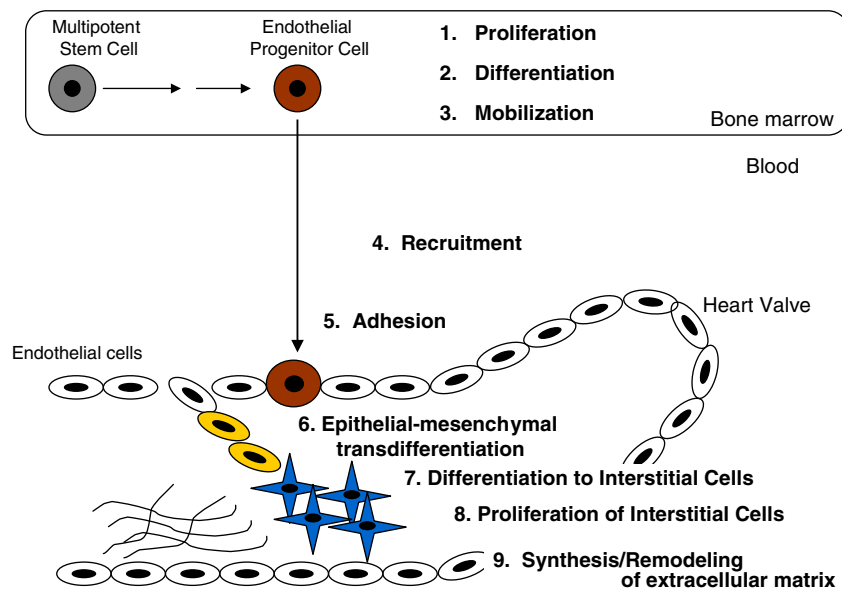 Multipotent
Stem Cell
Endothelial
Progenitor Cell
1. Proliferation
2. Differentiation
3. Mobilization
Bone marrow
Blood
4. Recruitment
5. Adhesion
Heart Valve
Endothelial cells
6. Epithelial-mesenchymal
transdifferentiation
7. Differentiation to Interstitial Cells
8. Proliferation of Interstitial Cells
9. Synthesis/Remodeling
of extracellular matrix